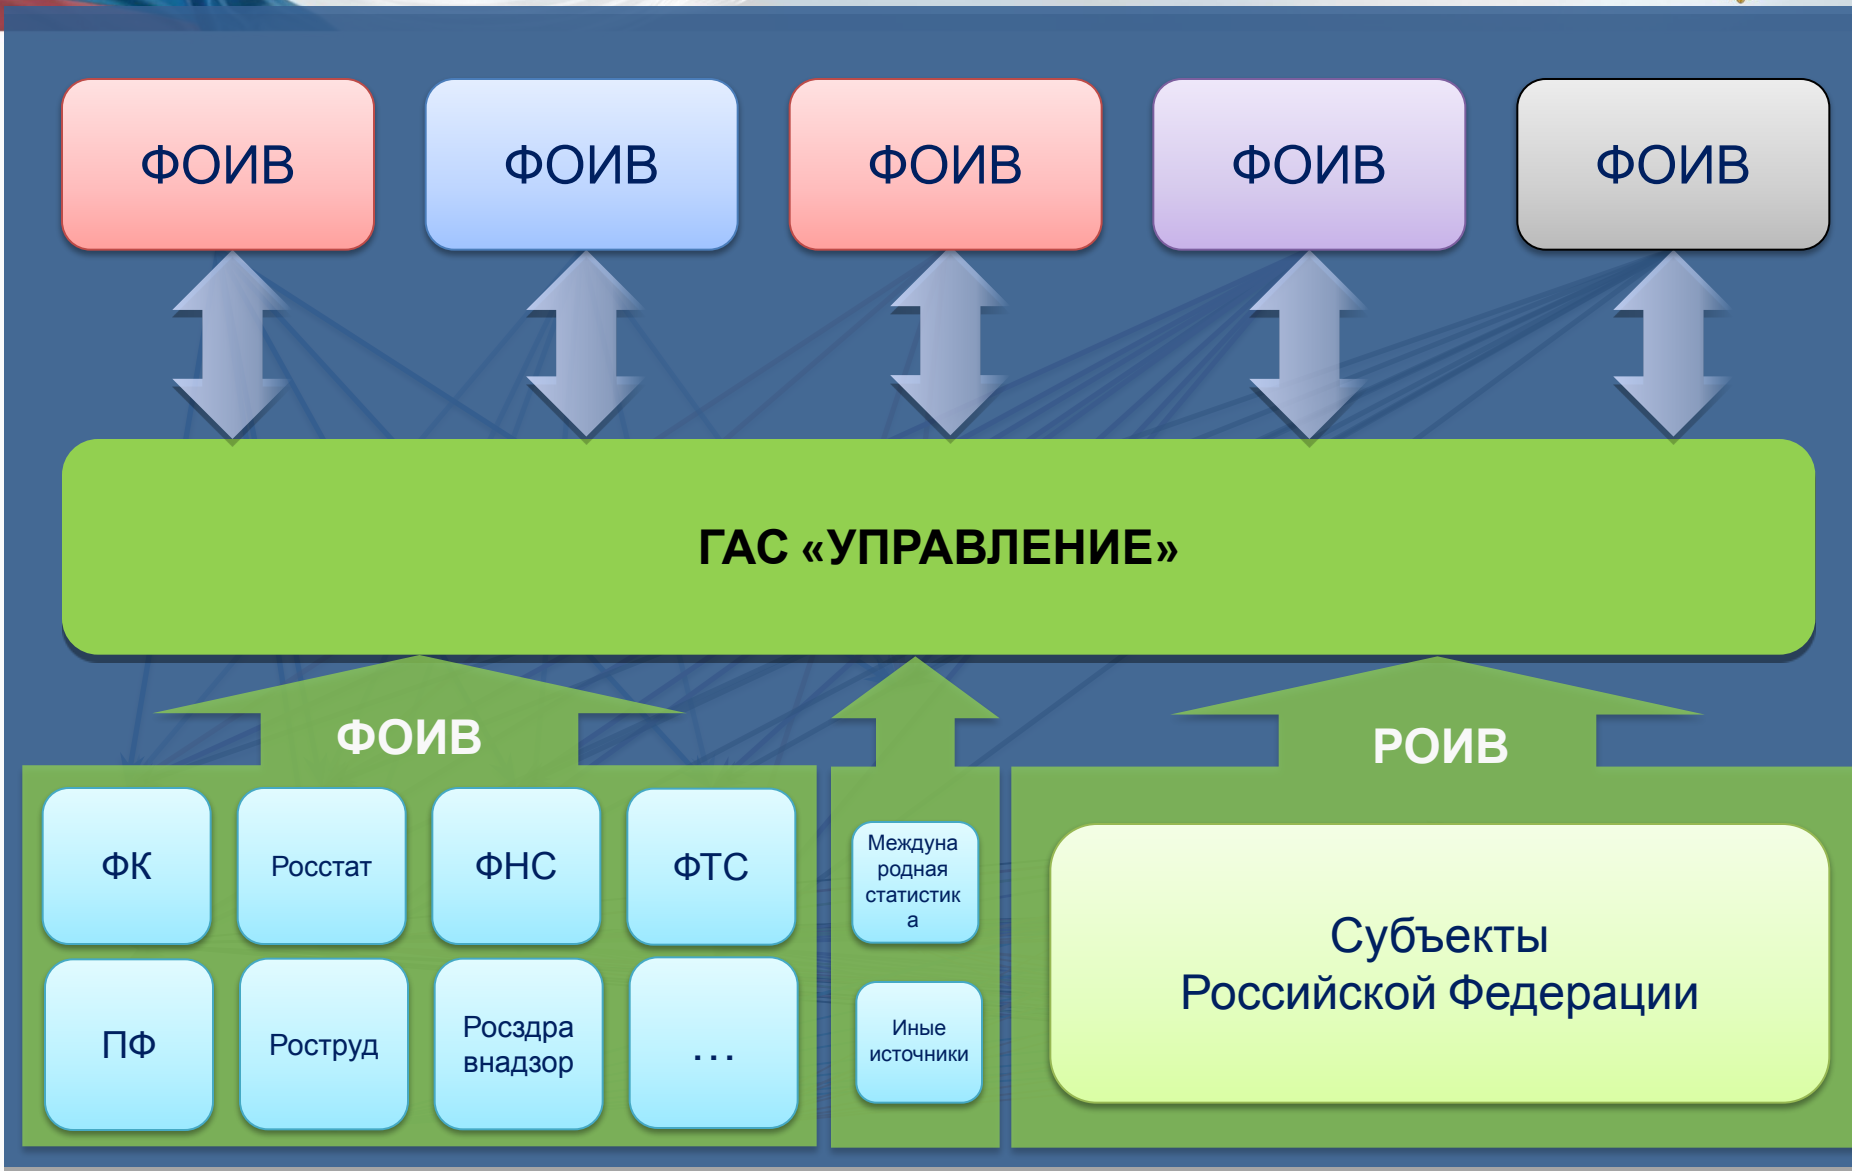 ФОИВ
ФОИВ
ФОИВ
ФОИВ
ФОИВ
ГАС «УПРАВЛЕНИЕ»
ФОИВ
РОИВ
ФК
Росстат
ФНС
ФТС
ПФ
Роструд
Росздра
внадзор
...
Междуна
родная
статистик
а
Иные
источники
Субъекты
Российской Федерации